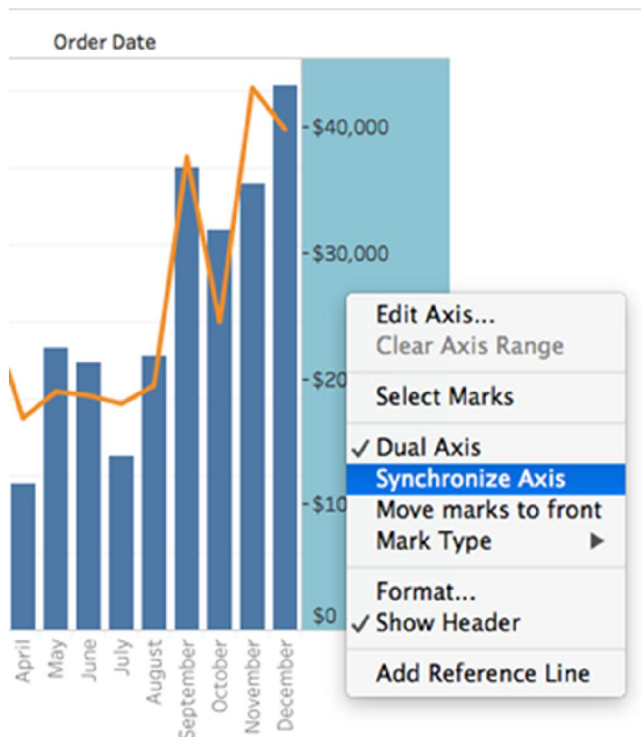 Order Date
$40,000
$30,000
$20
$10
$0
Edit Axis...
Clear Axis Range
Select Marks
✓ Dual Axis
Synchronize Axis
Move marks to front
Mark Type ▶
Format...
✓ Show Header
Add Reference Line
April
May
June
July
August
September
October
November
December